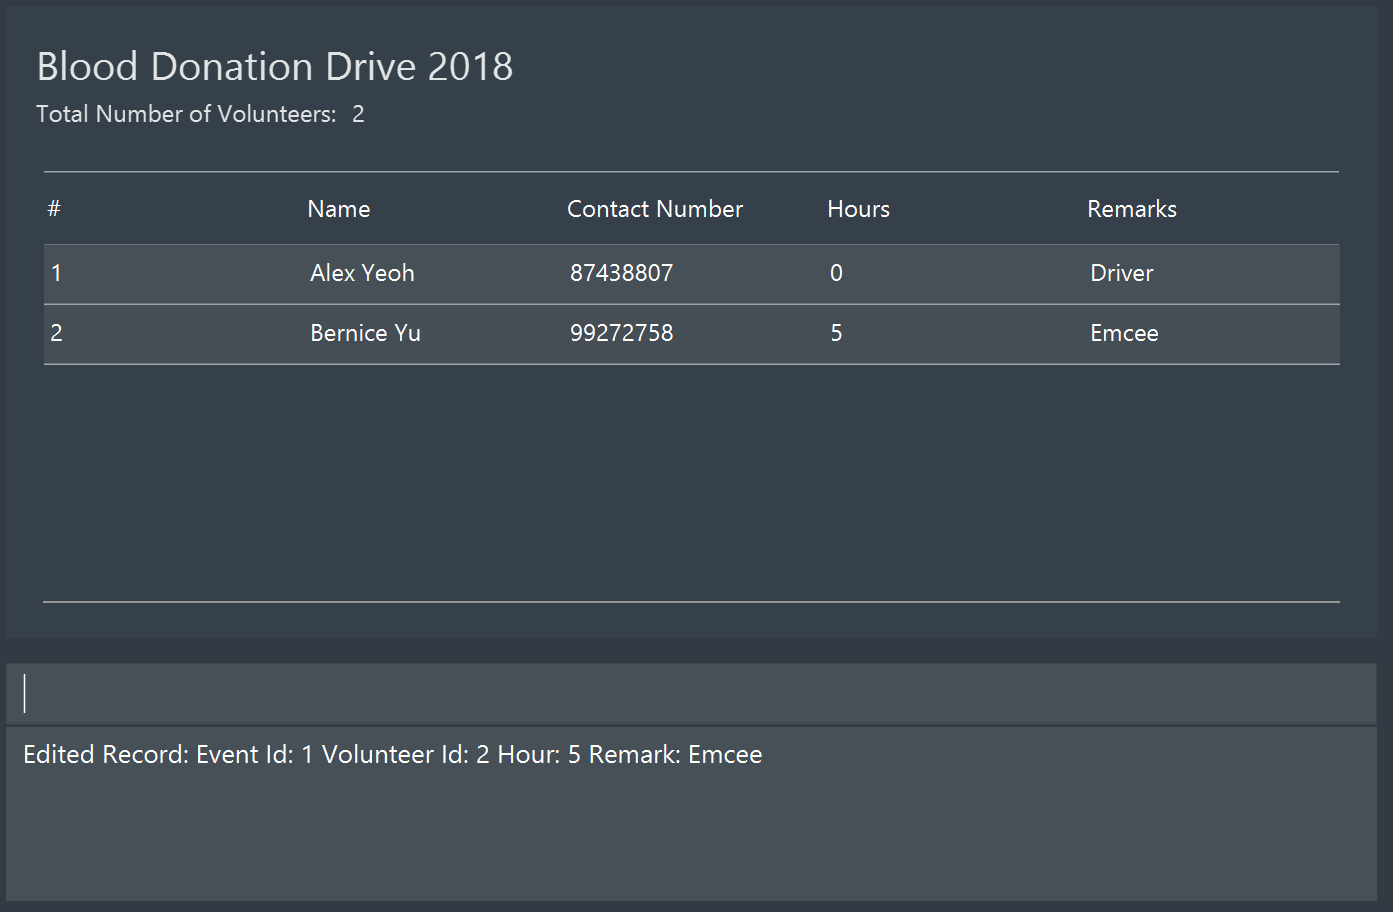 Blood Donation Drive 2018
Total Number of Volunteers: 2
# Name Contact Number Hours Remarks
1 Alex Yeoh 87438807 0 Driver
2 Bernice Yu 99272758 5 Emcee
Edited Record: Event Id: 1 Volunteer Id: 2 Hour: 5 Remark: Emcee